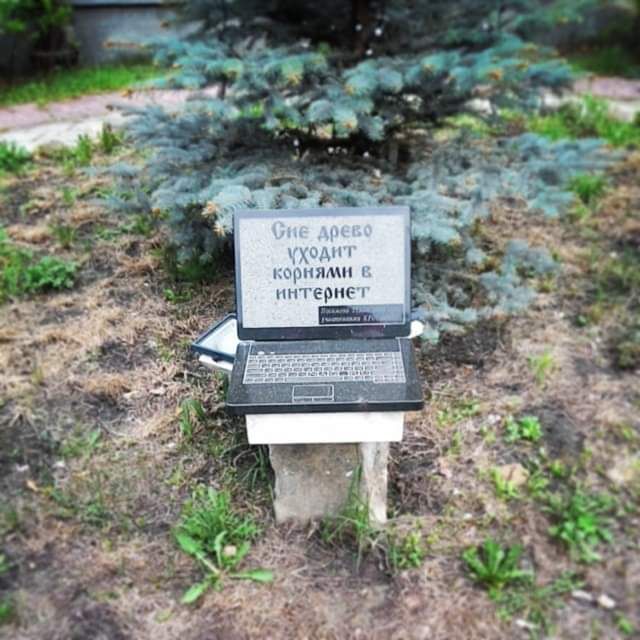 Сие древо
уходит
корнями в
интернет